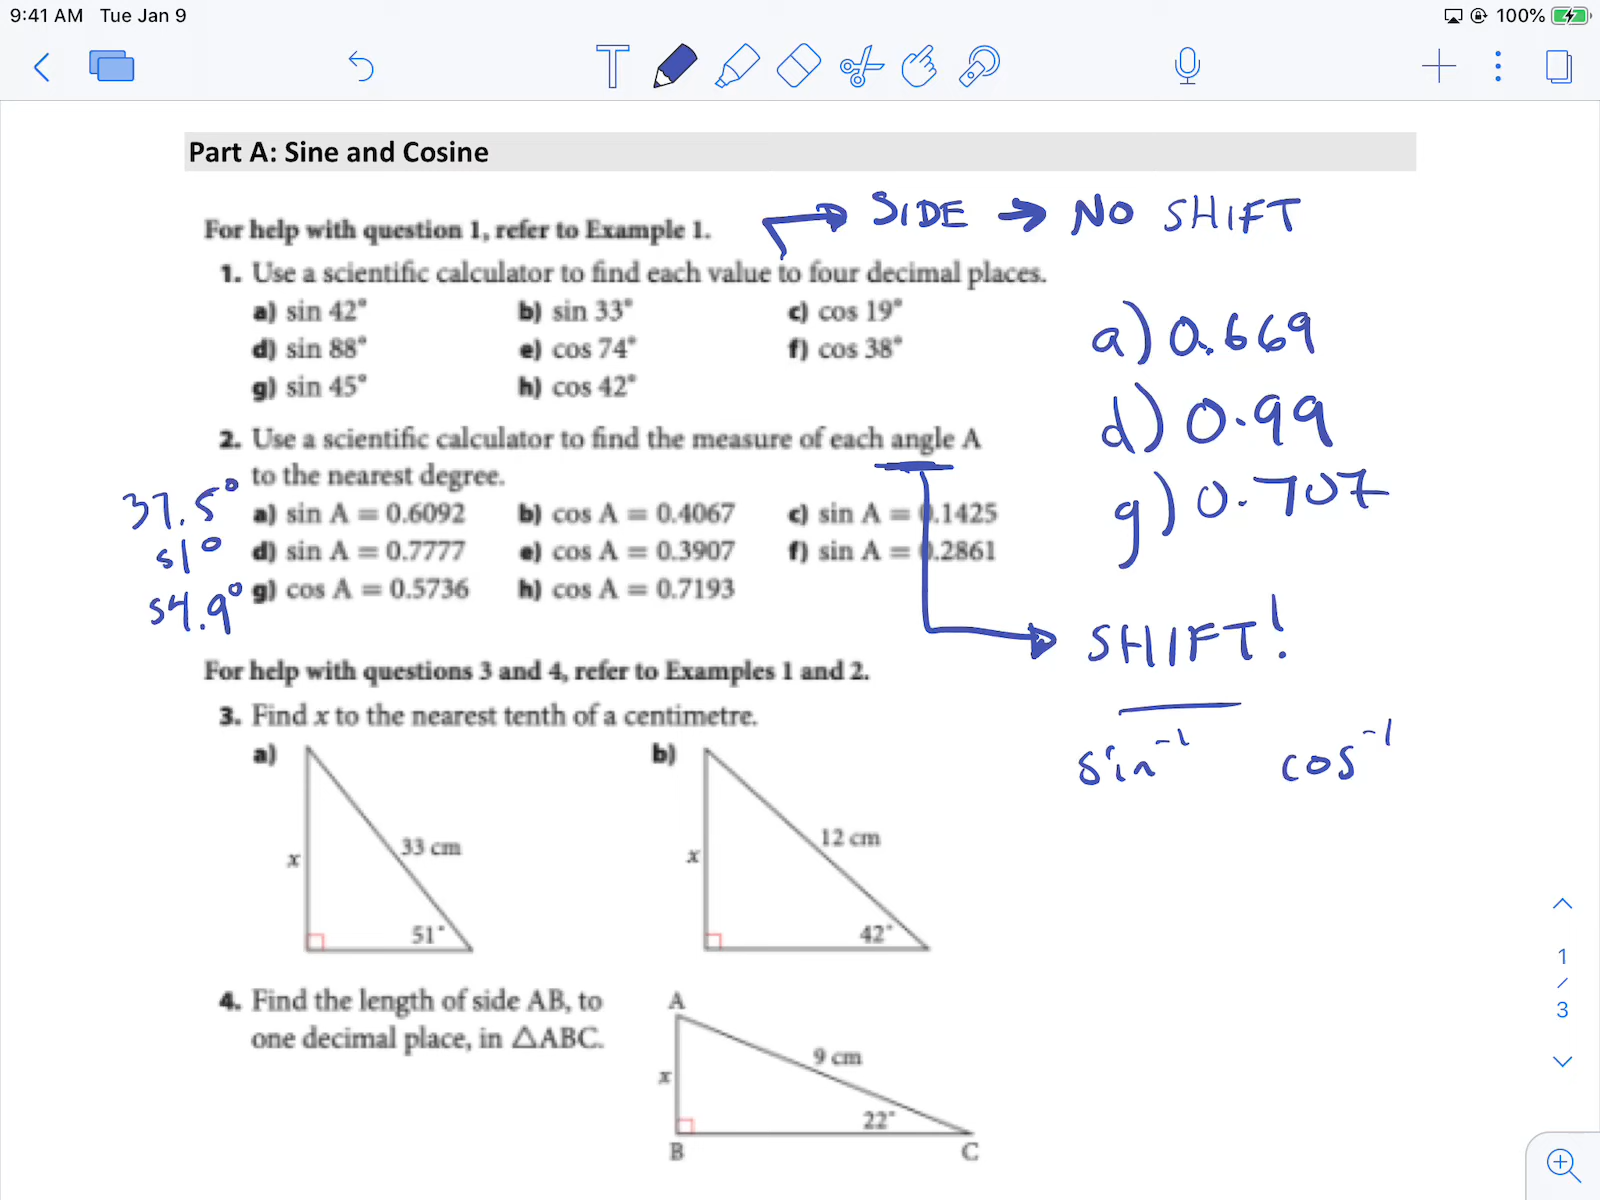 9:41 AM Tue Jan 9
100%
Part A: Sine and Cosine
SIDE → NO SHIFT
For help with question 1, refer to Example 1.
1. Use a scientific calculator to find each value to four decimal places.
a) sin 42° b) sin 33° c) cos 19°
d) sin 88° e) cos 74° f) cos 38°
g) sin 45° h) cos 42°
a) 0.669
d) 0.99
g) 0.707
2. Use a scientific calculator to find the measure of each angle A
to the nearest degree.
37.5° a) sin A = 0.6092 b) cos A = 0.4067 c) sin A = 0.1425
51° d) sin A = 0.7777 e) cos A = 0.3907 f) sin A = 0.2861
54.9° g) cos A = 0.5736 h) cos A = 0.7193
SHIFT!
sin⁻¹ cos⁻¹
For help with questions 3 and 4, refer to Examples 1 and 2.
3. Find x to the nearest tenth of a centimetre.
a) b)
33 cm 12 cm
x x
51° 42°
4. Find the length of side AB, to
one decimal place, in △ABC.
A
9 cm
x
22°
B C
1
/
3